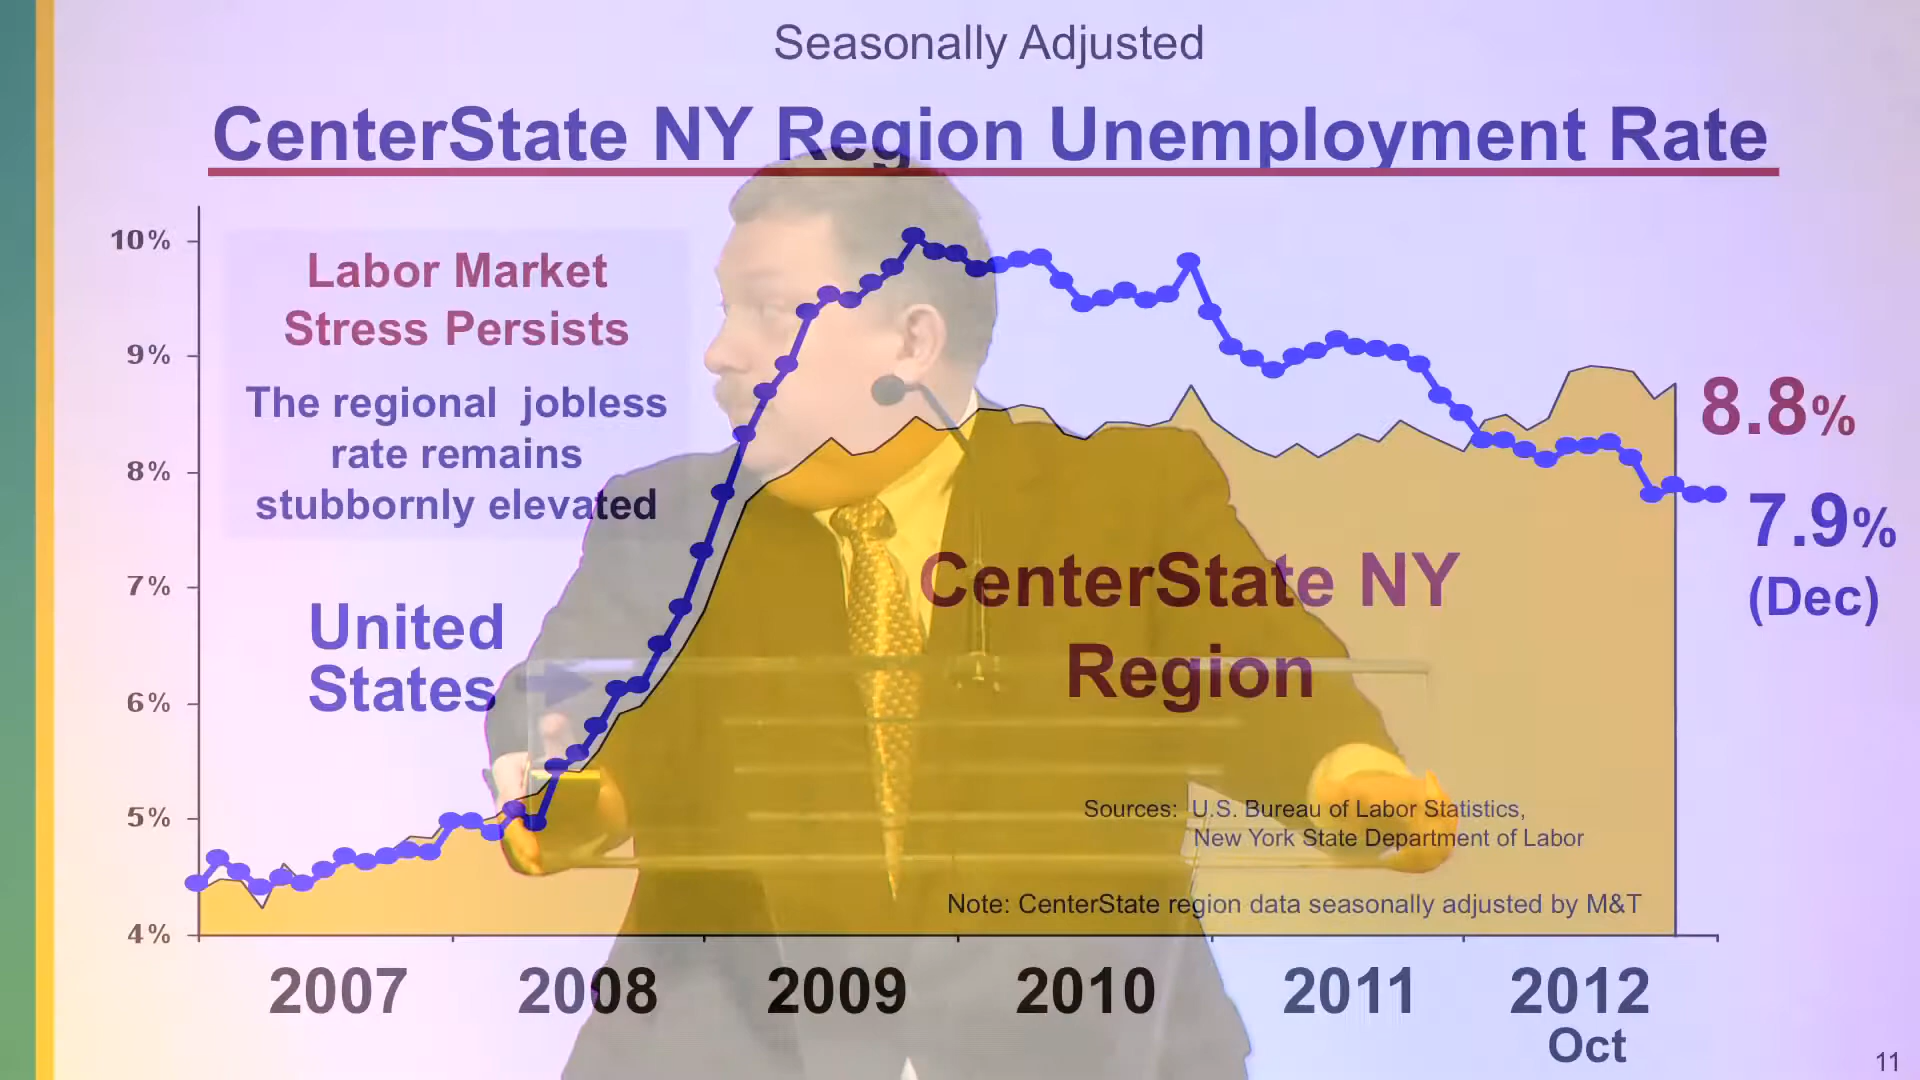 Seasonally Adjusted
CenterState NY Region Unemployment Rate
10%
9%
8%
7%
6%
5%
4%
Labor Market
Stress Persists
The regional jobless
rate remains
stubbornly elevated
United
States
CenterState NY
Region
8.8%
7.9%
(Dec)
Sources: U.S. Bureau of Labor Statistics,
New York State Department of Labor
Note: CenterState region data seasonally adjusted by M&T
2007 2008 2009 2010 2011 2012
Oct
11